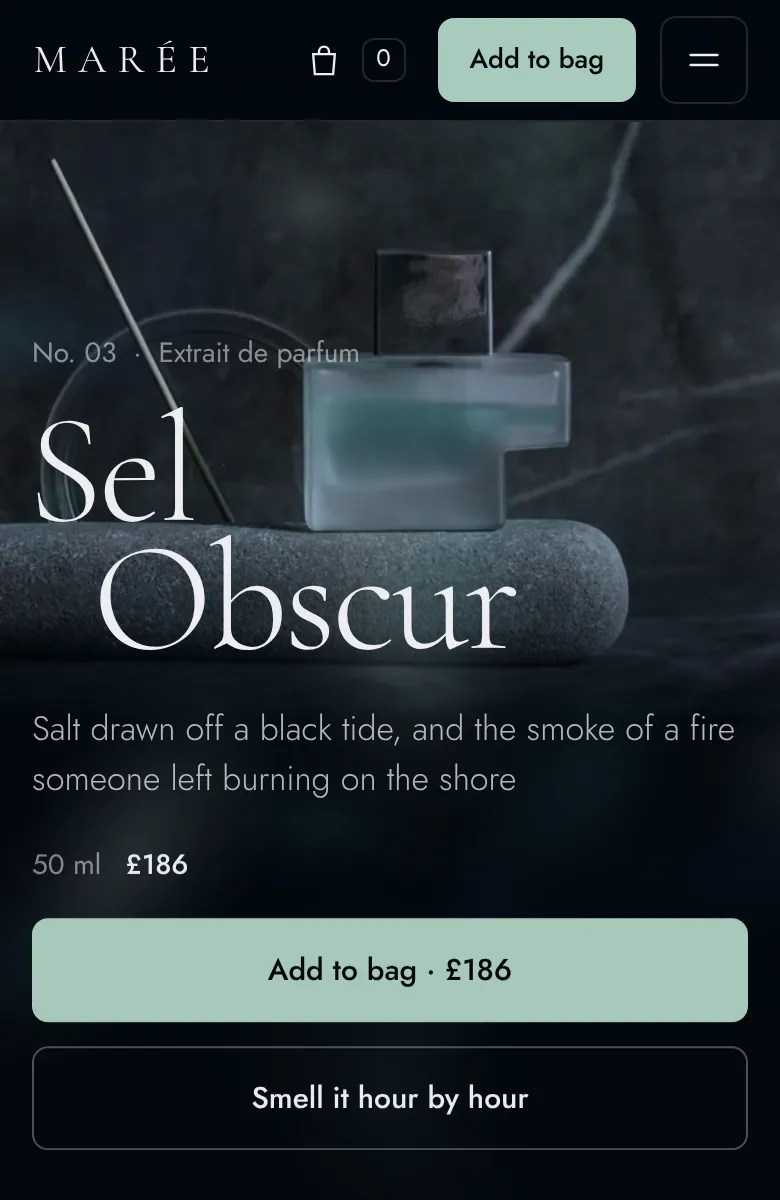 MARÉE
0
Add to bag
No. 03 · Extrait de parfum
Sel
Obscur
Salt drawn off a black tide, and the smoke of a fire
someone left burning on the shore
50 ml £186
Add to bag · £186
Smell it hour by hour